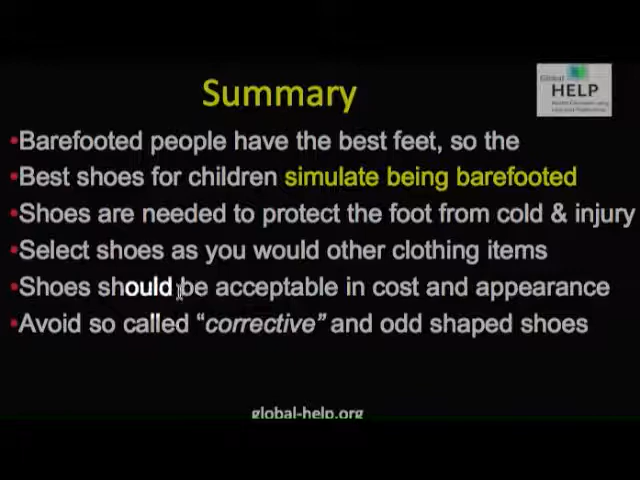 Summary
Global
HELP
•Barefooted people have the best feet, so the
•Best shoes for children simulate being barefooted
•Shoes are needed to protect the foot from cold & injury
•Select shoes as you would other clothing items
•Shoes should be acceptable in cost and appearance
•Avoid so called “corrective” and odd shaped shoes
global-help.org